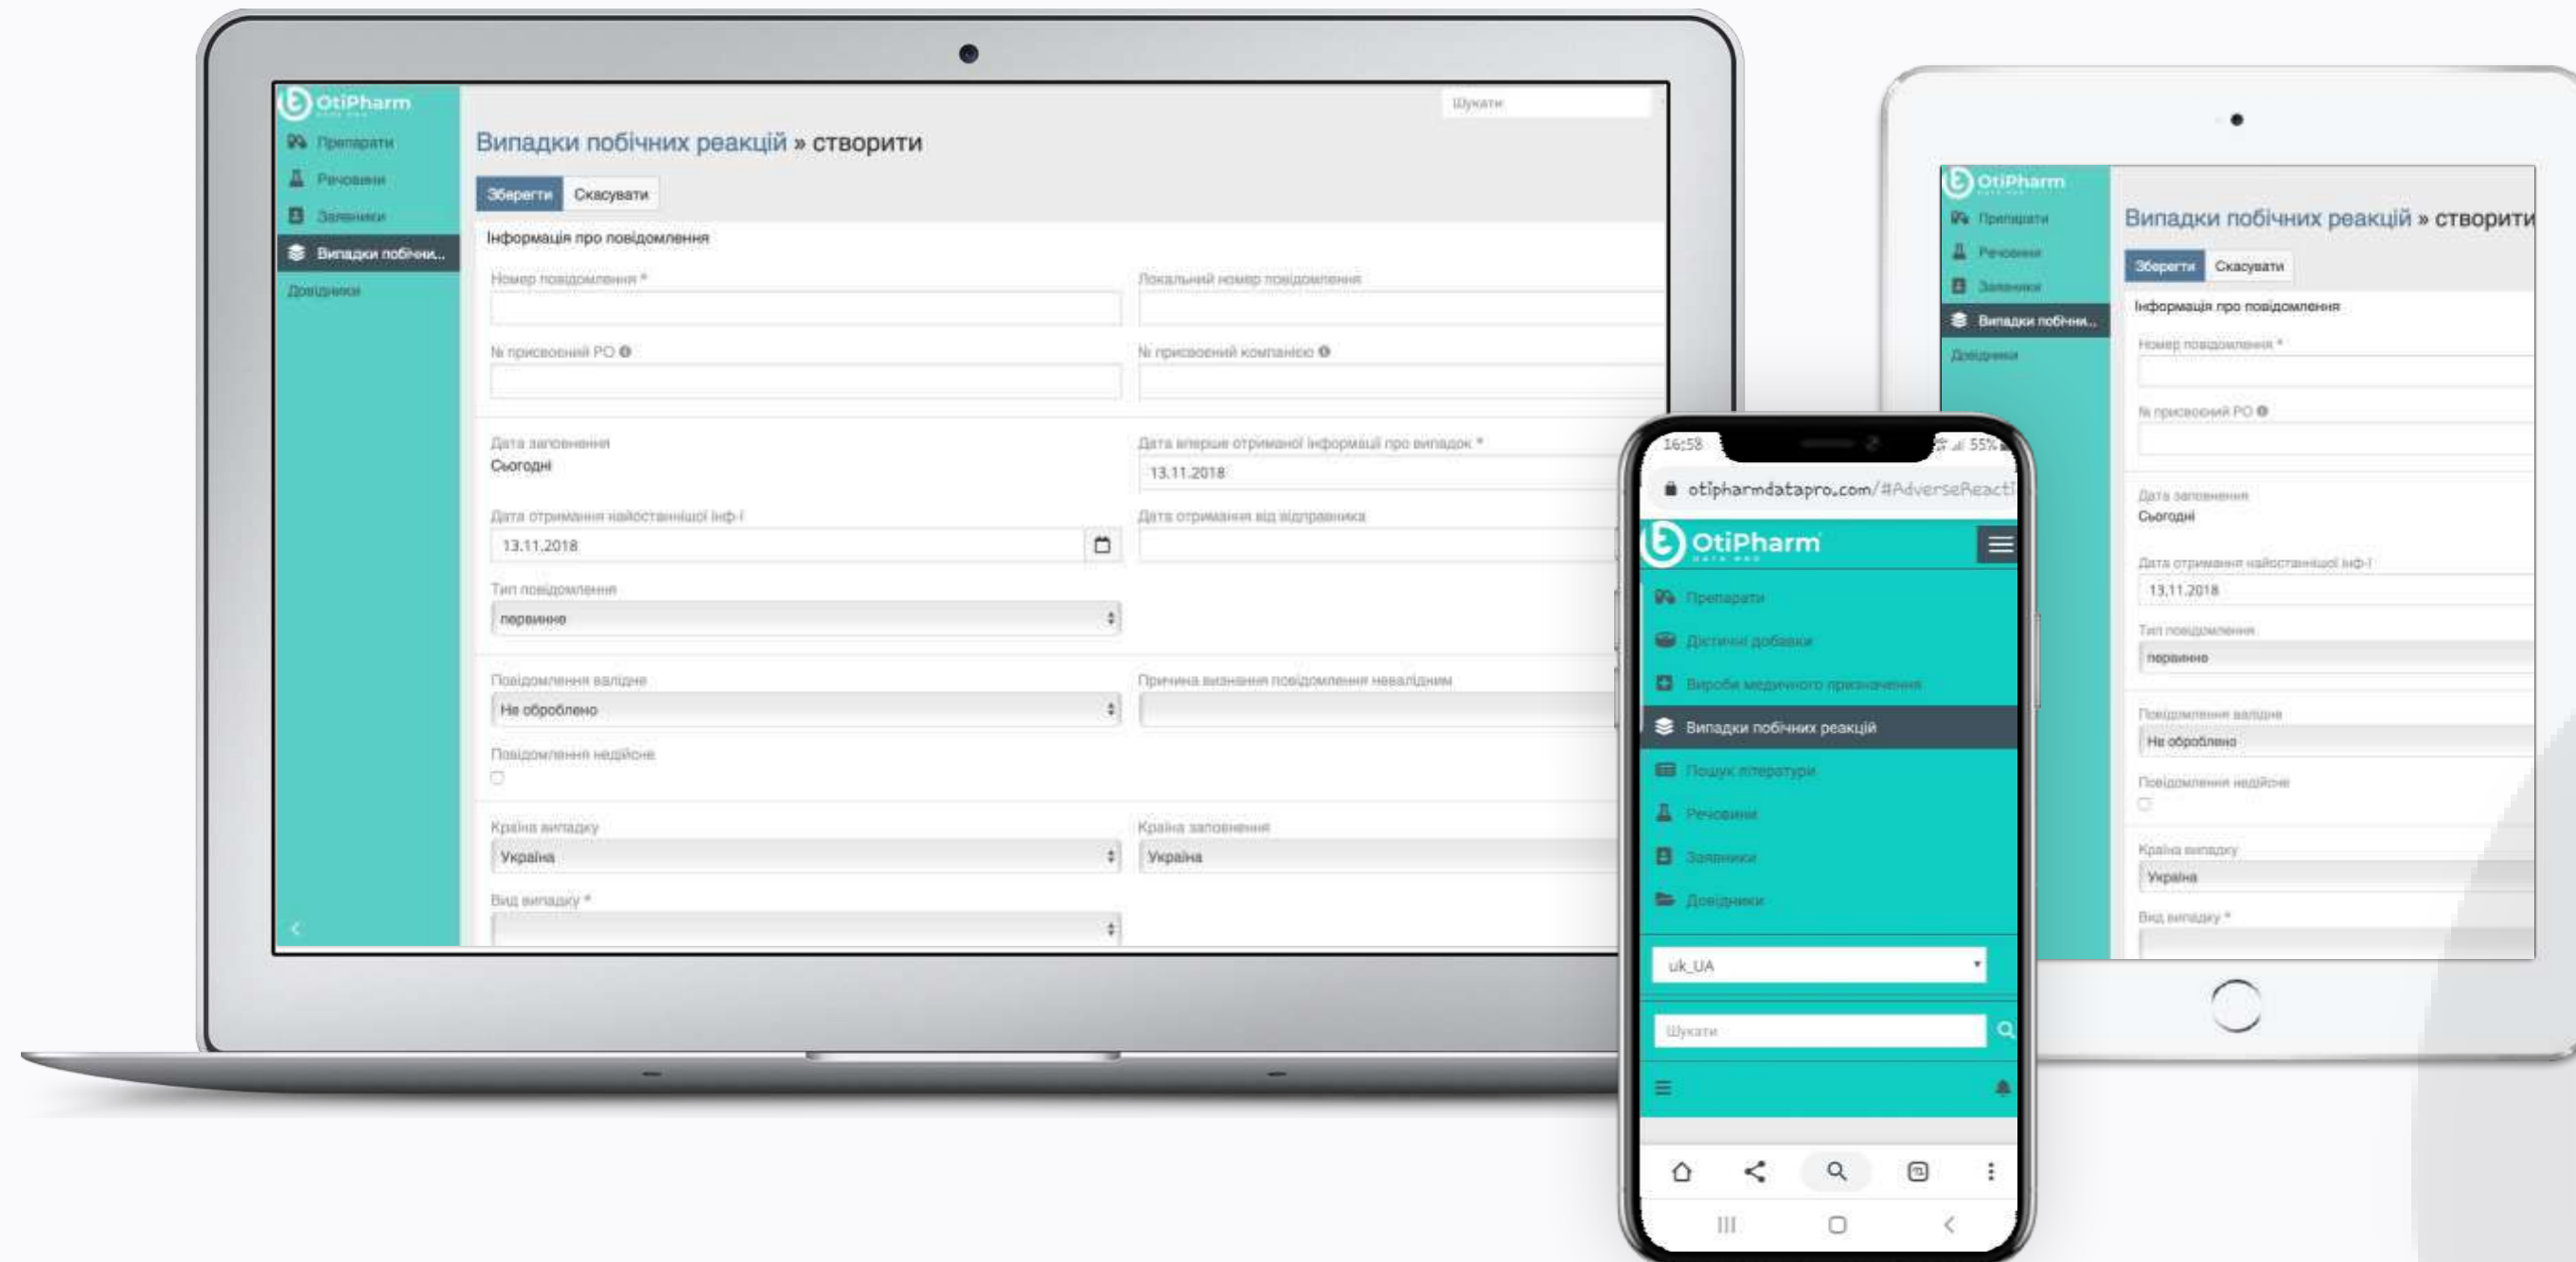 OtiPharm
DATA PRO
Препарати
Речовини
Заявники
Випадки побічни...
Довідники
Шукати
Випадки побічних реакцій » створити
Зберегти Скасувати
Інформація про повідомлення
Номер повідомлення * Локальний номер повідомлення
№ присвоєний РО № присвоєний компанією
Дата заповнення Дата вперше отриманої інформації про випадок *
Сьогодні 13.11.2018
Дата отримання найостаннішої інф-ї Дата отримання від відправника
13.11.2018
Тип повідомлення
первинне
Повідомлення валідне Причина визнання повідомлення невалідним
Не оброблено
Повідомлення недійсне
Країна випадку Країна заповнення
Україна Україна
Вид випадку *
16:58 55%
otipharmdatapro.com/#AdverseReacti
OtiPharm
DATA PRO
Препарати
Дієтичні добавки
Вироби медичного призначення
Випадки побічних реакцій
Пошук літератури
Речовини
Заявники
Довідники
uk_UA
Шукати
OtiPharm
DATA PRO
Препарати
Речовини
Заявники
Випадки побічни...
Довідники
Випадки побічних реакцій » створити
Зберегти Скасувати
Інформація про повідомлення
Номер повідомлення *
№ присвоєний РО
Дата заповнення
Сьогодні
Дата отримання найостаннішої інф-ї
13.11.2018
Тип повідомлення
первинне
Повідомлення валідне
Не оброблено
Повідомлення недійсне
Країна випадку
Україна
Вид випадку *